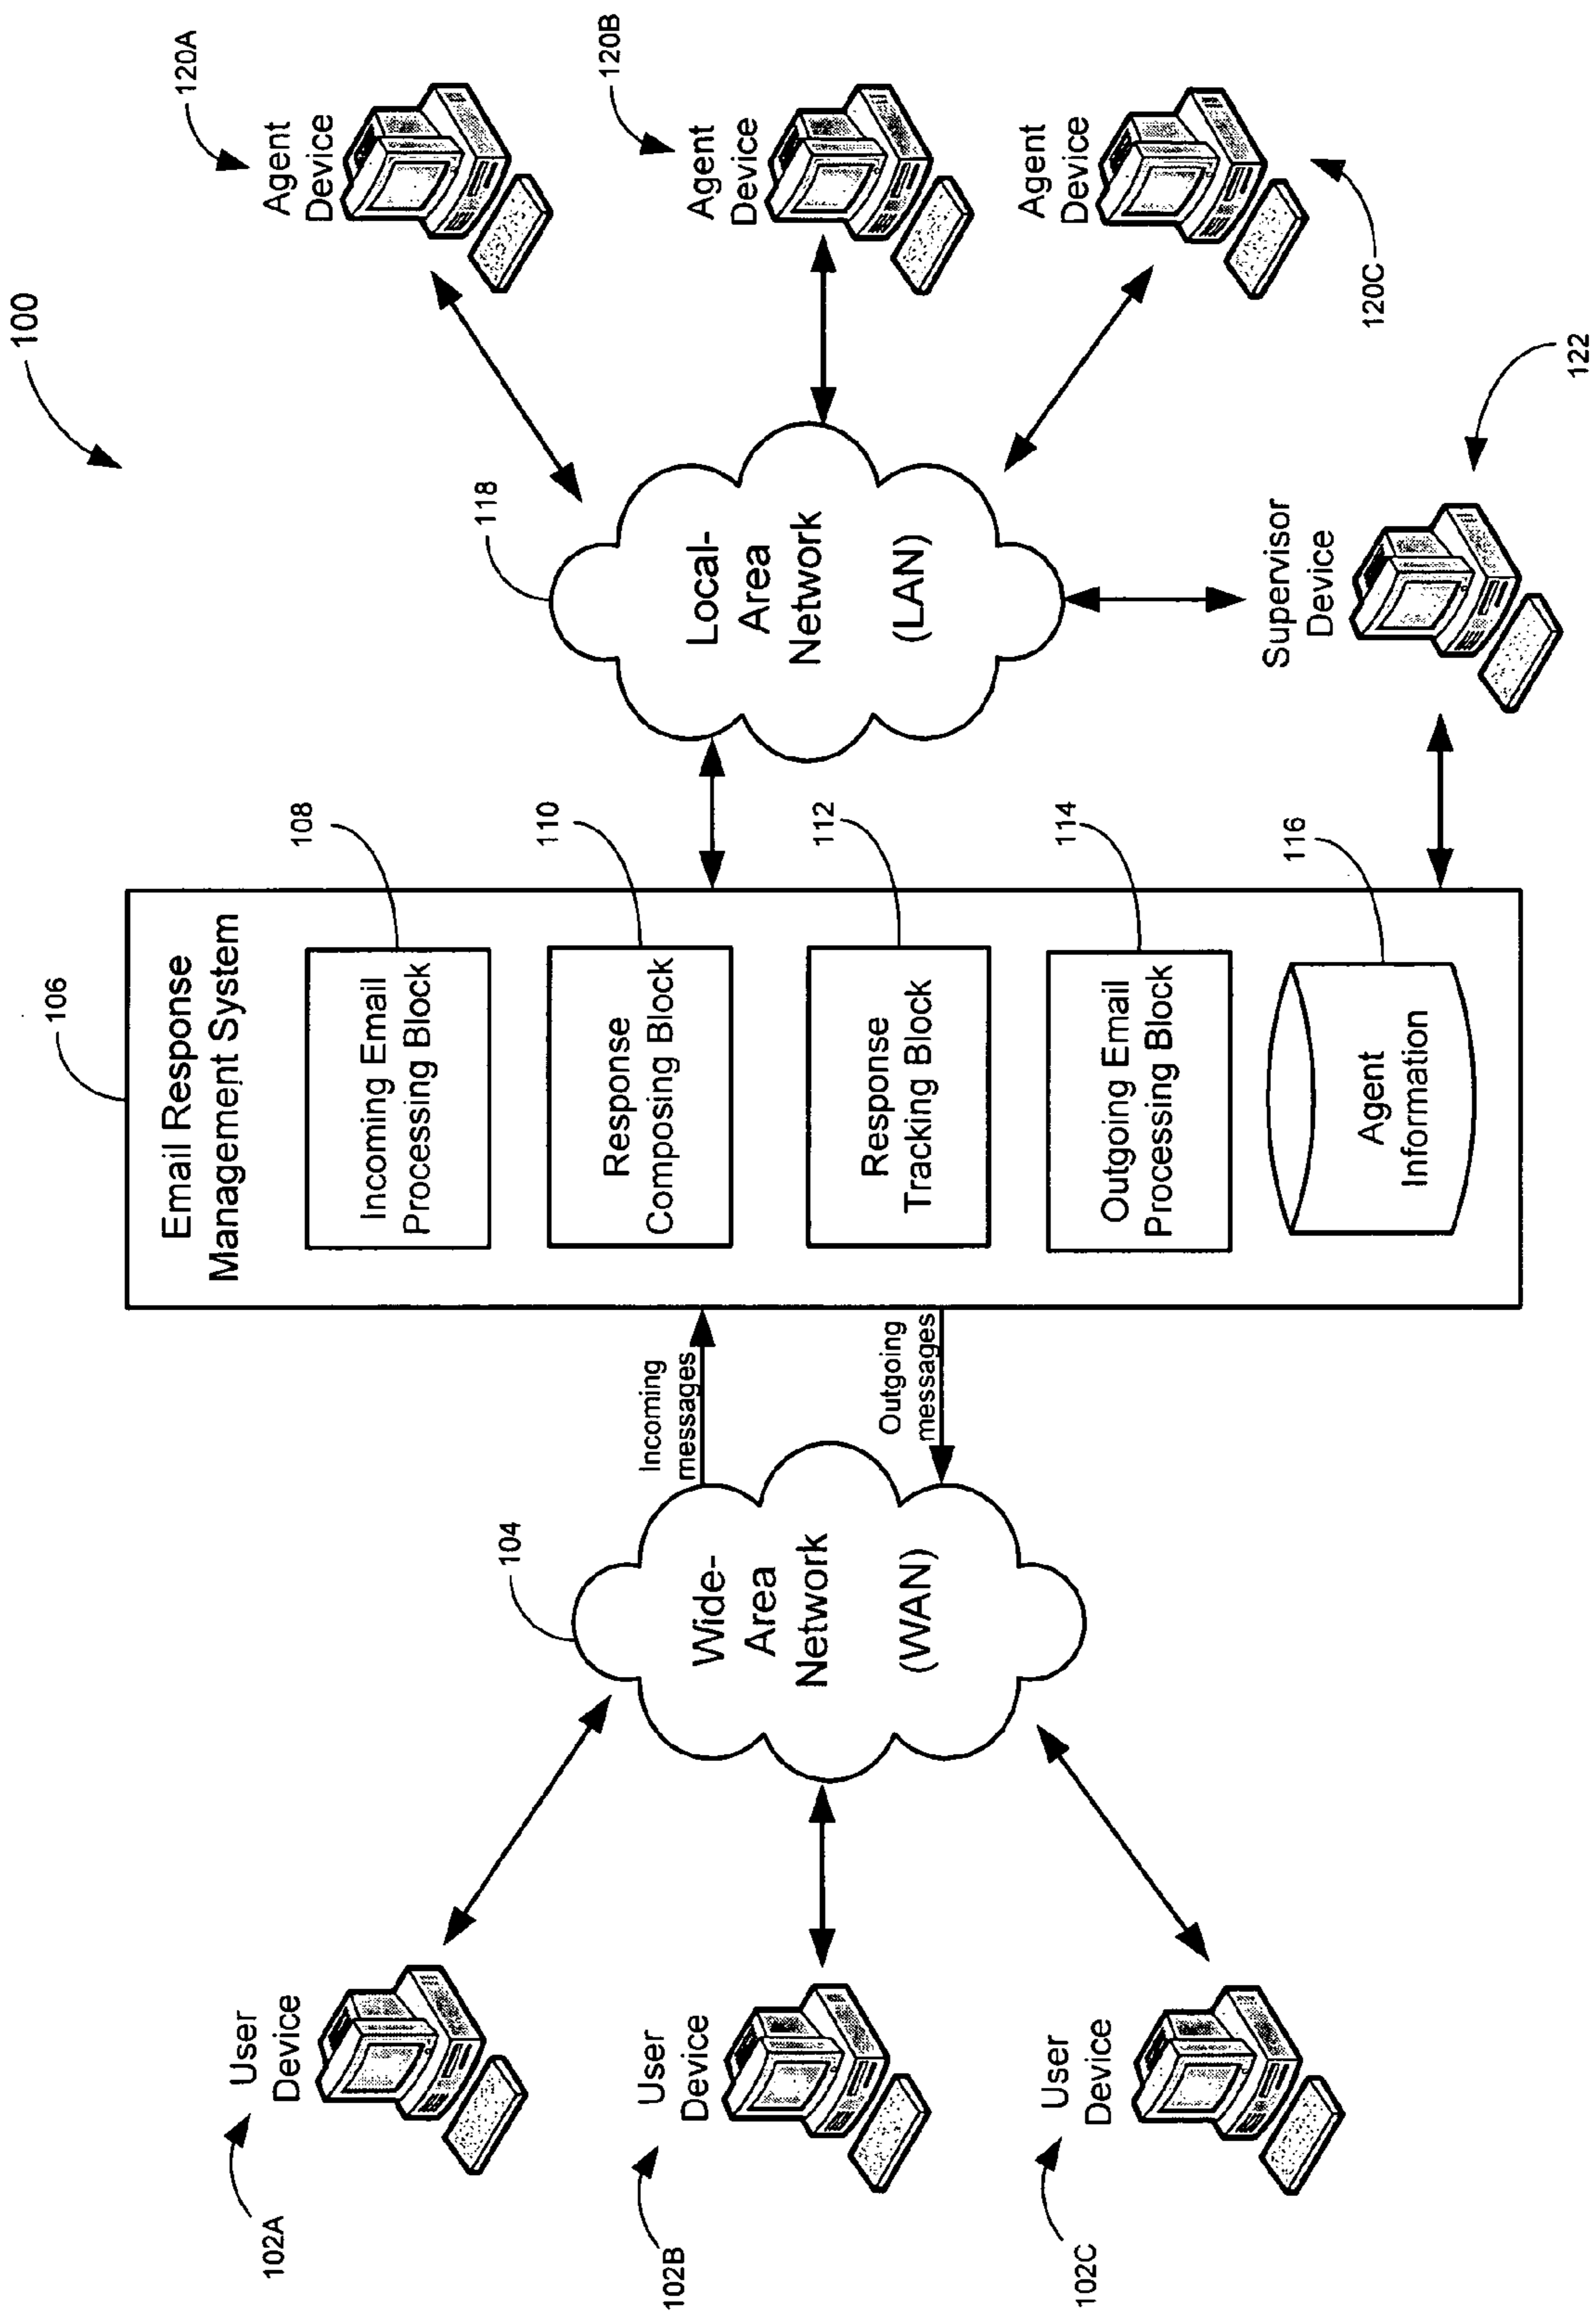 100
102A
User
Device
102B
User
Device
102C
User
Device
104
Wide-
Area
Network
(WAN)
Incoming
messages
Outgoing
messages
106
Email Response
Management System
108
Incoming Email
Processing Block
110
Response
Composing Block
112
Response
Tracking Block
114
Outgoing Email
Processing Block
116
Agent
Information
118
Local-
Area
Network
(LAN)
120A
Agent
Device
120B
Agent
Device
Agent
Device
120C
Supervisor
Device
122